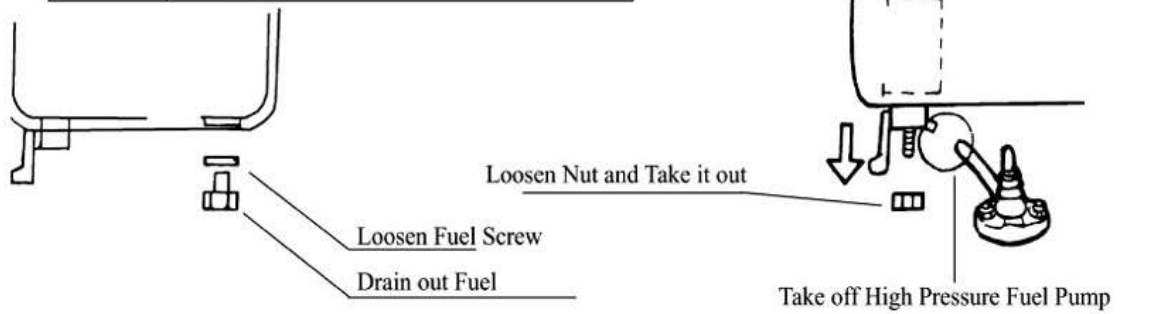 Loosen Nut and Take it out
Loosen Fuel Screw
Drain out Fuel
Take off High Pressure Fuel Pump